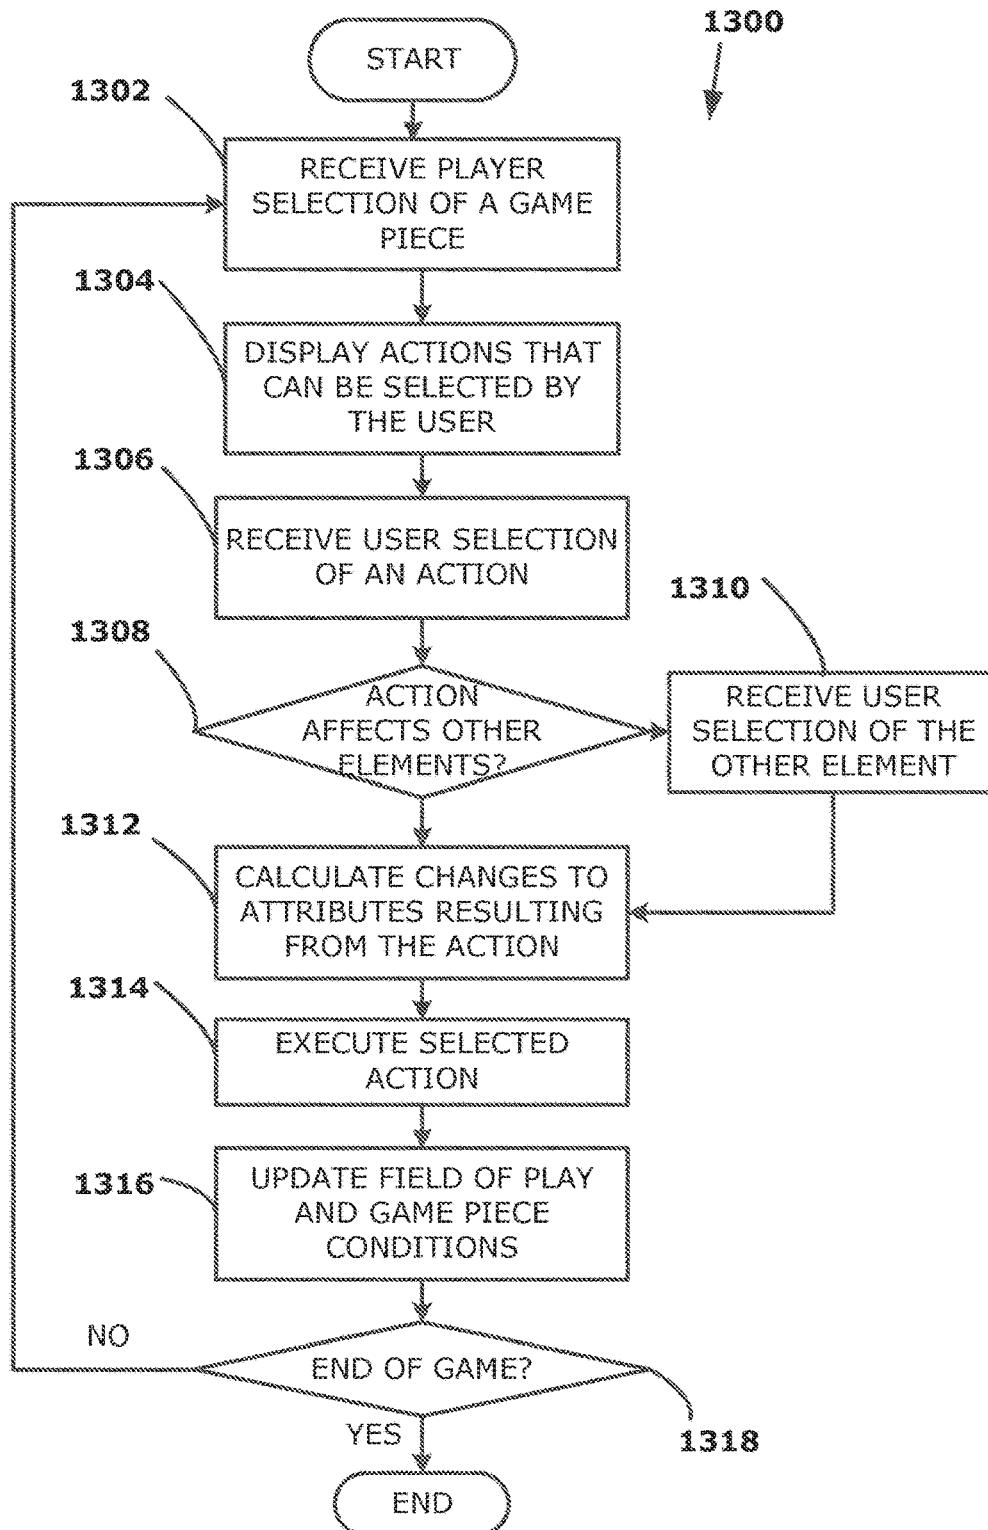 1300
START
1302
RECEIVE PLAYER
SELECTION OF A GAME
PIECE
1304
DISPLAY ACTIONS THAT
CAN BE SELECTED BY
THE USER
1306
RECEIVE USER SELECTION
OF AN ACTION
1308
ACTION
AFFECTS OTHER
ELEMENTS?
1310
RECEIVE USER
SELECTION OF THE
OTHER ELEMENT
1312
CALCULATE CHANGES TO
ATTRIBUTES RESULTING
FROM THE ACTION
1314
EXECUTE SELECTED
ACTION
1316
UPDATE FIELD OF PLAY
AND GAME PIECE
CONDITIONS
NO
END OF GAME?
1318
YES
END